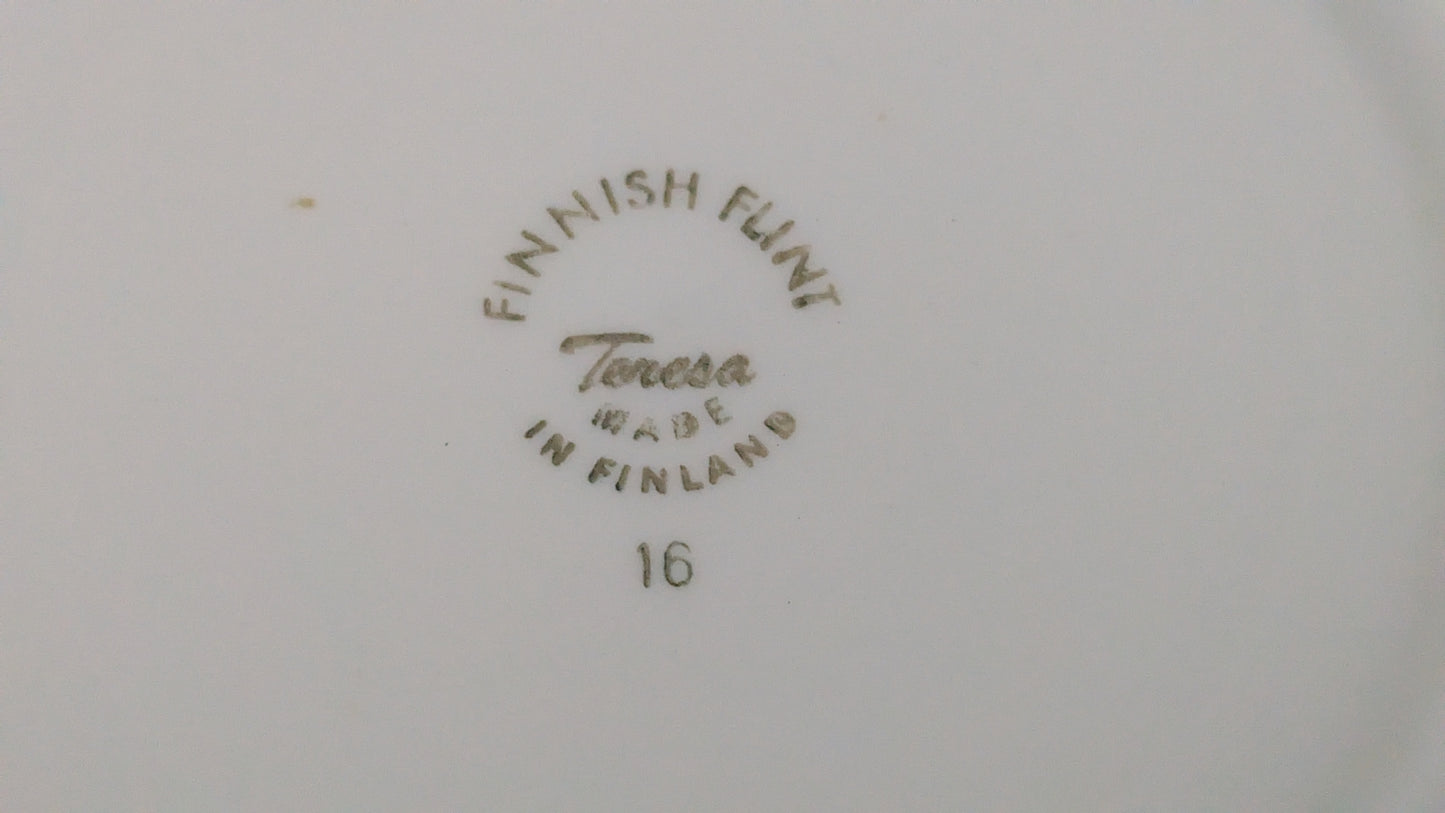 FINNISH FLINT
Teresa
MADE
IN FINLAND
16